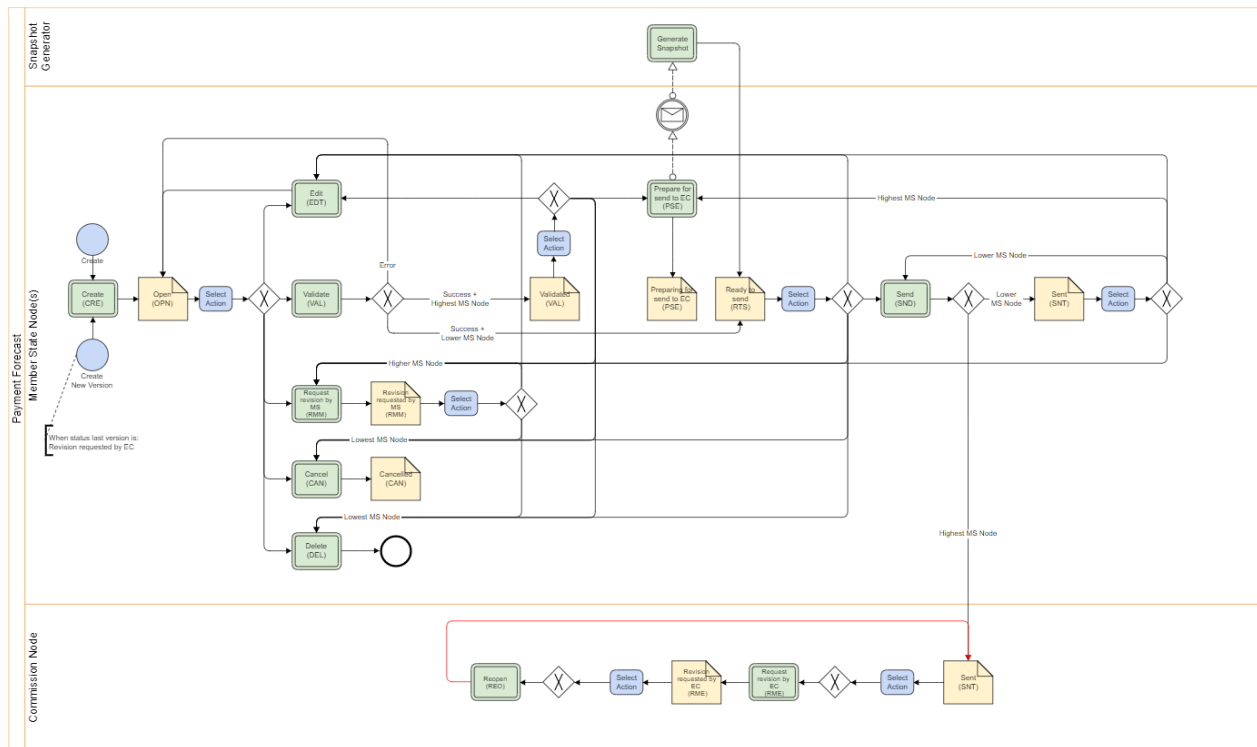 Payment Forecast
Snapshot
Generator
Generate
Snapshot
Member State Node(s)
Create
Create
(CRE)
Create
New Version
When status last version is:
Revision requested by EC
Open
(OPN)
Select
Action
Edit
(EDT)
Validate
(VAL)
Error
Success +
Highest MS Node
Success +
Lower MS Node
Validated
(VAL)
Select
Action
Prepare for
send to EC
(PSE)
Preparing for
send to EC
(PSE)
Ready to
send
(RTS)
Select
Action
Highest MS Node
Lower MS Node
Send
(SND)
Lower
MS Node
Sent
(SNT)
Select
Action
Higher MS Node
Request
revision by
MS
(RMM)
Revision
requested by
MS
(RMM)
Select
Action
Lowest MS Node
Cancel
(CAN)
Cancelled
(CAN)
Lowest MS Node
Delete
(DEL)
Highest MS Node
Commission Node
Reopen
(REO)
Select
Action
Revision
requested by
EC
(RME)
Request
revision by
EC
(RME)
Select
Action
Sent
(SNT)